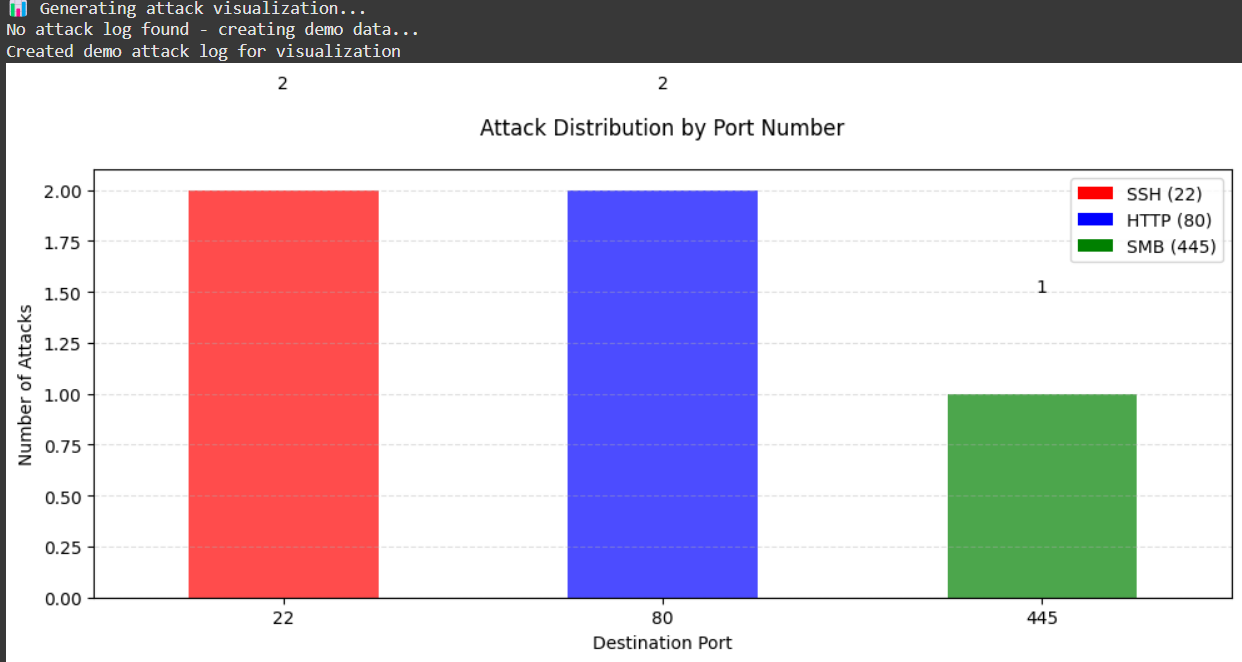 📊 Generating attack visualization...
No attack log found - creating demo data...
Created demo attack log for visualization
2 2
Attack Distribution by Port Number
SSH (22)
HTTP (80)
SMB (445)
1
Number of Attacks
2.00
1.75
1.50
1.25
1.00
0.75
0.50
0.25
0.00
22 80 445
Destination Port